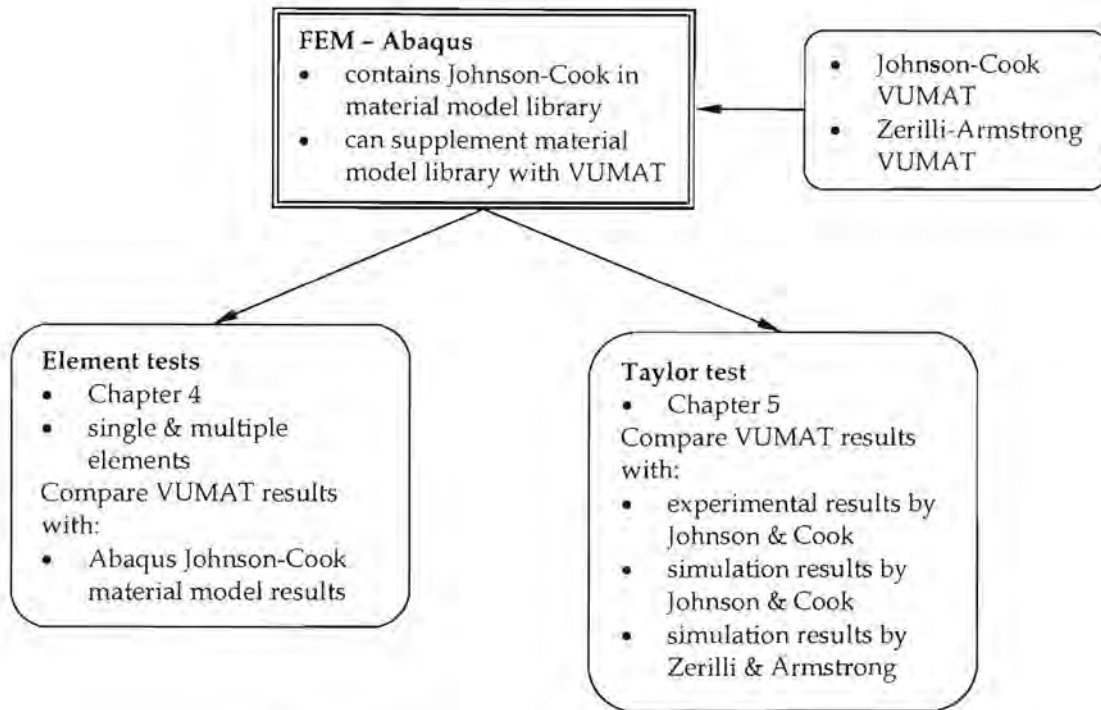 FEM – Abaqus
• contains Johnson-Cook in
material model library
• can supplement material
model library with VUMAT
• Johnson-Cook
VUMAT
• Zerilli-Armstrong
VUMAT
Element tests
• Chapter 4
• single & multiple
elements
Compare VUMAT results
with:
• Abaqus Johnson-Cook
material model results
Taylor test
• Chapter 5
Compare VUMAT results
with:
• experimental results by
Johnson & Cook
• simulation results by
Johnson & Cook
• simulation results by
Zerilli & Armstrong